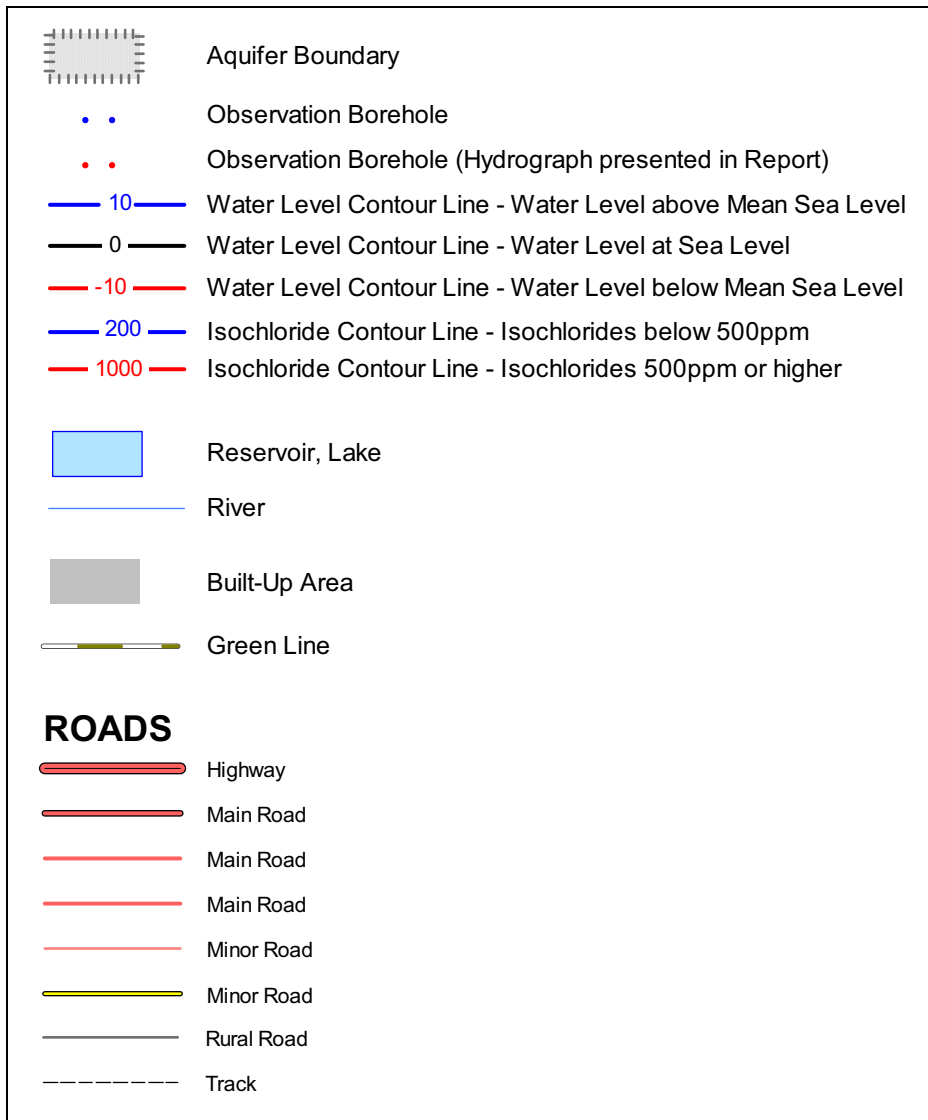 Aquifer Boundary
Observation Borehole
Observation Borehole (Hydrograph presented in Report)
10 Water Level Contour Line - Water Level above Mean Sea Level
0 Water Level Contour Line - Water Level at Sea Level
-10 Water Level Contour Line - Water Level below Mean Sea Level
200 Isochloride Contour Line - Isochlorides below 500ppm
1000 Isochloride Contour Line - Isochlorides 500ppm or higher
Reservoir, Lake
River
Built-Up Area
Green Line
ROADS
Highway
Main Road
Main Road
Main Road
Minor Road
Minor Road
Rural Road
Track